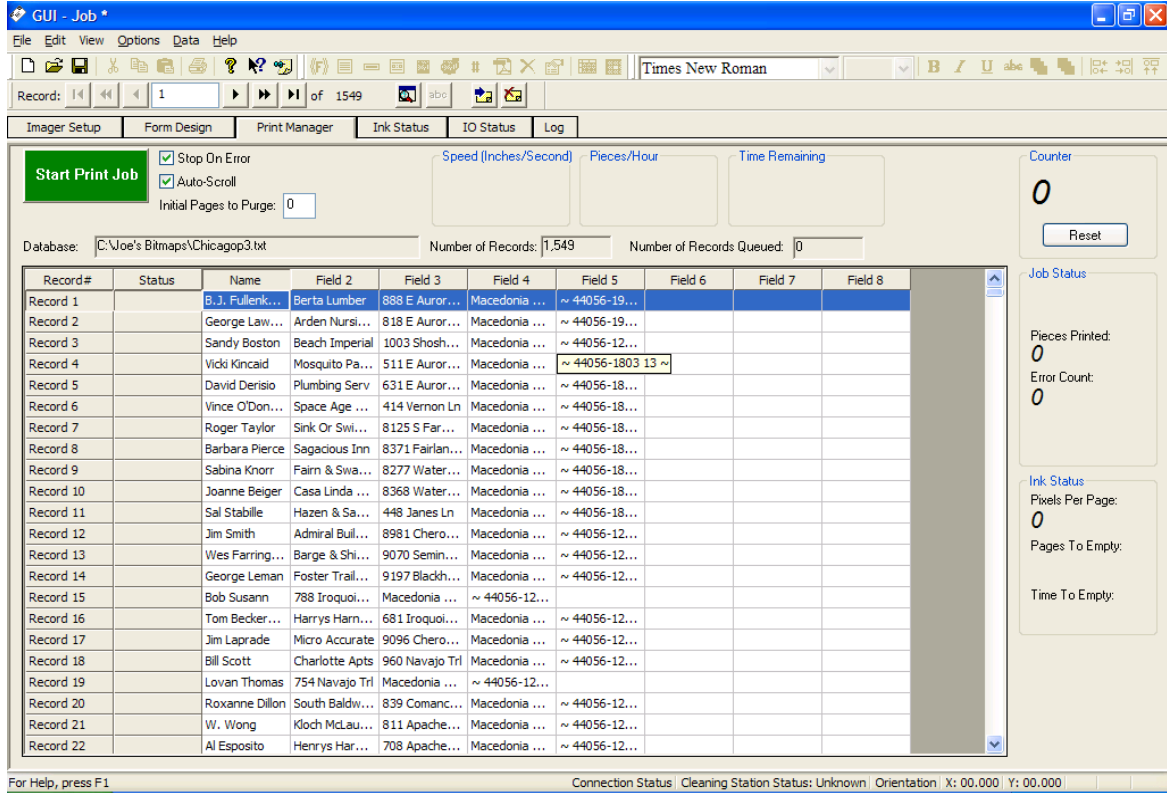 GUI - Job *
File Edit View Options Data Help
Times New Roman
Record: 1 of 1549 abc
Imager Setup Form Design Print Manager Ink Status IO Status Log
Start Print Job
Stop On Error
Auto-Scroll
Initial Pages to Purge: 0
Speed (Inches/Second) Pieces/Hour Time Remaining
Counter
0
Reset
Database: C:\Joe's Bitmaps\Chicagop3.txt Number of Records: 1,549 Number of Records Queued: 0
Record# Status Name Field 2 Field 3 Field 4 Field 5 Field 6 Field 7 Field 8
Record 1 B.J. Fullenk... Berta Lumber 888 E Auror... Macedonia ... ~ 44056-19...
Record 2 George Law... Arden Nursi... 818 E Auror... Macedonia ... ~ 44056-19...
Record 3 Sandy Boston Beach Imperial 1003 Shosh... Macedonia ... ~ 44056-12...
Record 4 Vicki Kincaid Mosquito Pa... 511 E Auror... Macedonia ... ~ 44056-1803 13 ~
Record 5 David Derisio Plumbing Serv 631 E Auror... Macedonia ... ~ 44056-18...
Record 6 Vince O'Don... Space Age ... 414 Vernon Ln Macedonia ... ~ 44056-18...
Record 7 Roger Taylor Sink Or Swi... 8125 S Far... Macedonia ... ~ 44056-18...
Record 8 Barbara Pierce Sagacious Inn 8371 Fairlan... Macedonia ... ~ 44056-18...
Record 9 Sabina Knorr Fairn & Swa... 8277 Water... Macedonia ... ~ 44056-18...
Record 10 Joanne Beiger Casa Linda ... 8368 Water... Macedonia ... ~ 44056-18...
Record 11 Sal Stabille Hazen & Sa... 448 Janes Ln Macedonia ... ~ 44056-18...
Record 12 Jim Smith Admiral Buil... 8981 Chero... Macedonia ... ~ 44056-12...
Record 13 Wes Farring... Barge & Shi... 9070 Semin... Macedonia ... ~ 44056-12...
Record 14 George Leman Foster Trail... 9197 Blackh... Macedonia ... ~ 44056-12...
Record 15 Bob Susann 788 Iroquoi... Macedonia ... ~ 44056-12...
Record 16 Tom Becker... Harrys Harn... 681 Iroquoi... Macedonia ... ~ 44056-12...
Record 17 Jim Laprade Micro Accurate 9096 Chero... Macedonia ... ~ 44056-12...
Record 18 Bill Scott Charlotte Apts 960 Navajo Trl Macedonia ... ~ 44056-12...
Record 19 Lovan Thomas 754 Navajo Trl Macedonia ... ~ 44056-12...
Record 20 Roxanne Dillon South Baldw... 839 Comanc... Macedonia ... ~ 44056-12...
Record 21 W. Wong Kloch McLau... 811 Apache... Macedonia ... ~ 44056-12...
Record 22 Al Esposito Henrys Har... 708 Apache... Macedonia ... ~ 44056-12...
Job Status
Pieces Printed:
0
Error Count:
0
Ink Status
Pixels Per Page:
0
Pages To Empty:
Time To Empty:
For Help, press F1 Connection Status Cleaning Station Status: Unknown Orientation X: 00.000 Y: 00.000